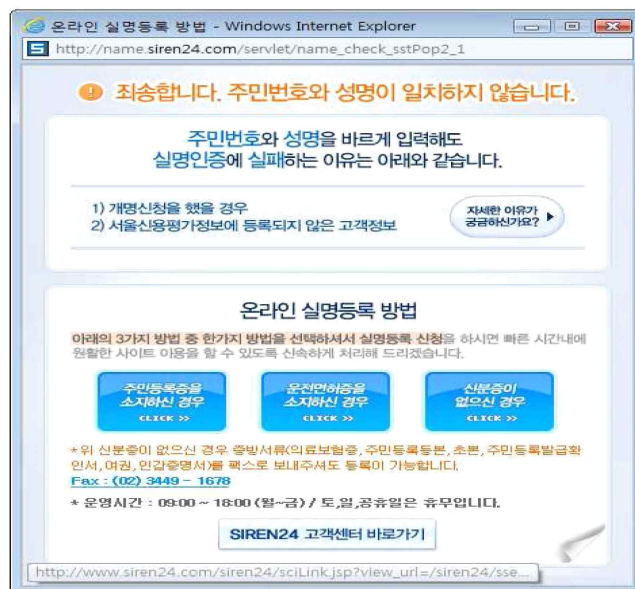 온라인 실명등록 방법 - Windows Internet Explorer
http://name.siren24.com/servlet/name_check_sstPop2_1
죄송합니다. 주민번호와 성명이 일치하지 않습니다.
주민번호와 성명을 바르게 입력해도
실명인증에 실패하는 이유는 아래와 같습니다.
1) 개명신청을 했을 경우
2) 서울신용평가정보에 등록되지 않은 고객정보
자세한 이유가
궁금하신가요?
온라인 실명등록 방법
아래의 3가지 방법 중 한가지 방법을 선택하셔서 실명등록 신청을 하시면 빠른 시간내에
원활한 사이트 이용을 할 수 있도록 신속하게 처리해 드리겠습니다.
주민등록증을
소지하신 경우
CLICK >>
운전면허증을
소지하신 경우
CLICK >>
신분증이
없으신 경우
CLICK >>
*위 신분증이 없으신 경우 증빙서류(의료보험증, 주민등록등본, 초본, 주민등록발급확
인서, 여권, 인감증명서)를 팩스로 보내주셔도 등록이 가능합니다.
Fax : (02) 3449 - 1678
* 운영시간 : 09:00 ~ 18:00 (월~금) / 토,일,공휴일은 휴무입니다.
SIREN24 고객센터 바로가기
http://www.siren24.com/siren24/sciLink.jsp?view_url=/siren24/sse...